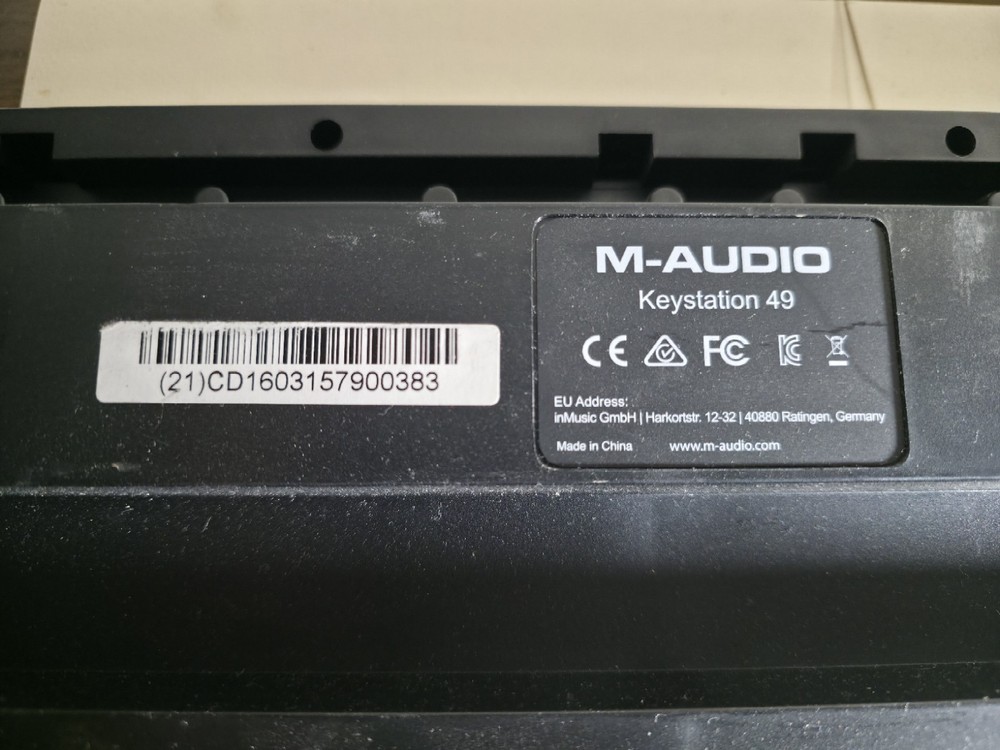 (21)CD1603157900383
M-AUDIO
Keystation 49
CE FC
EU Address:
inMusic GmbH | Harkortstr. 12-32 | 40880 Ratingen, Germany
Made in China www.m-audio.com